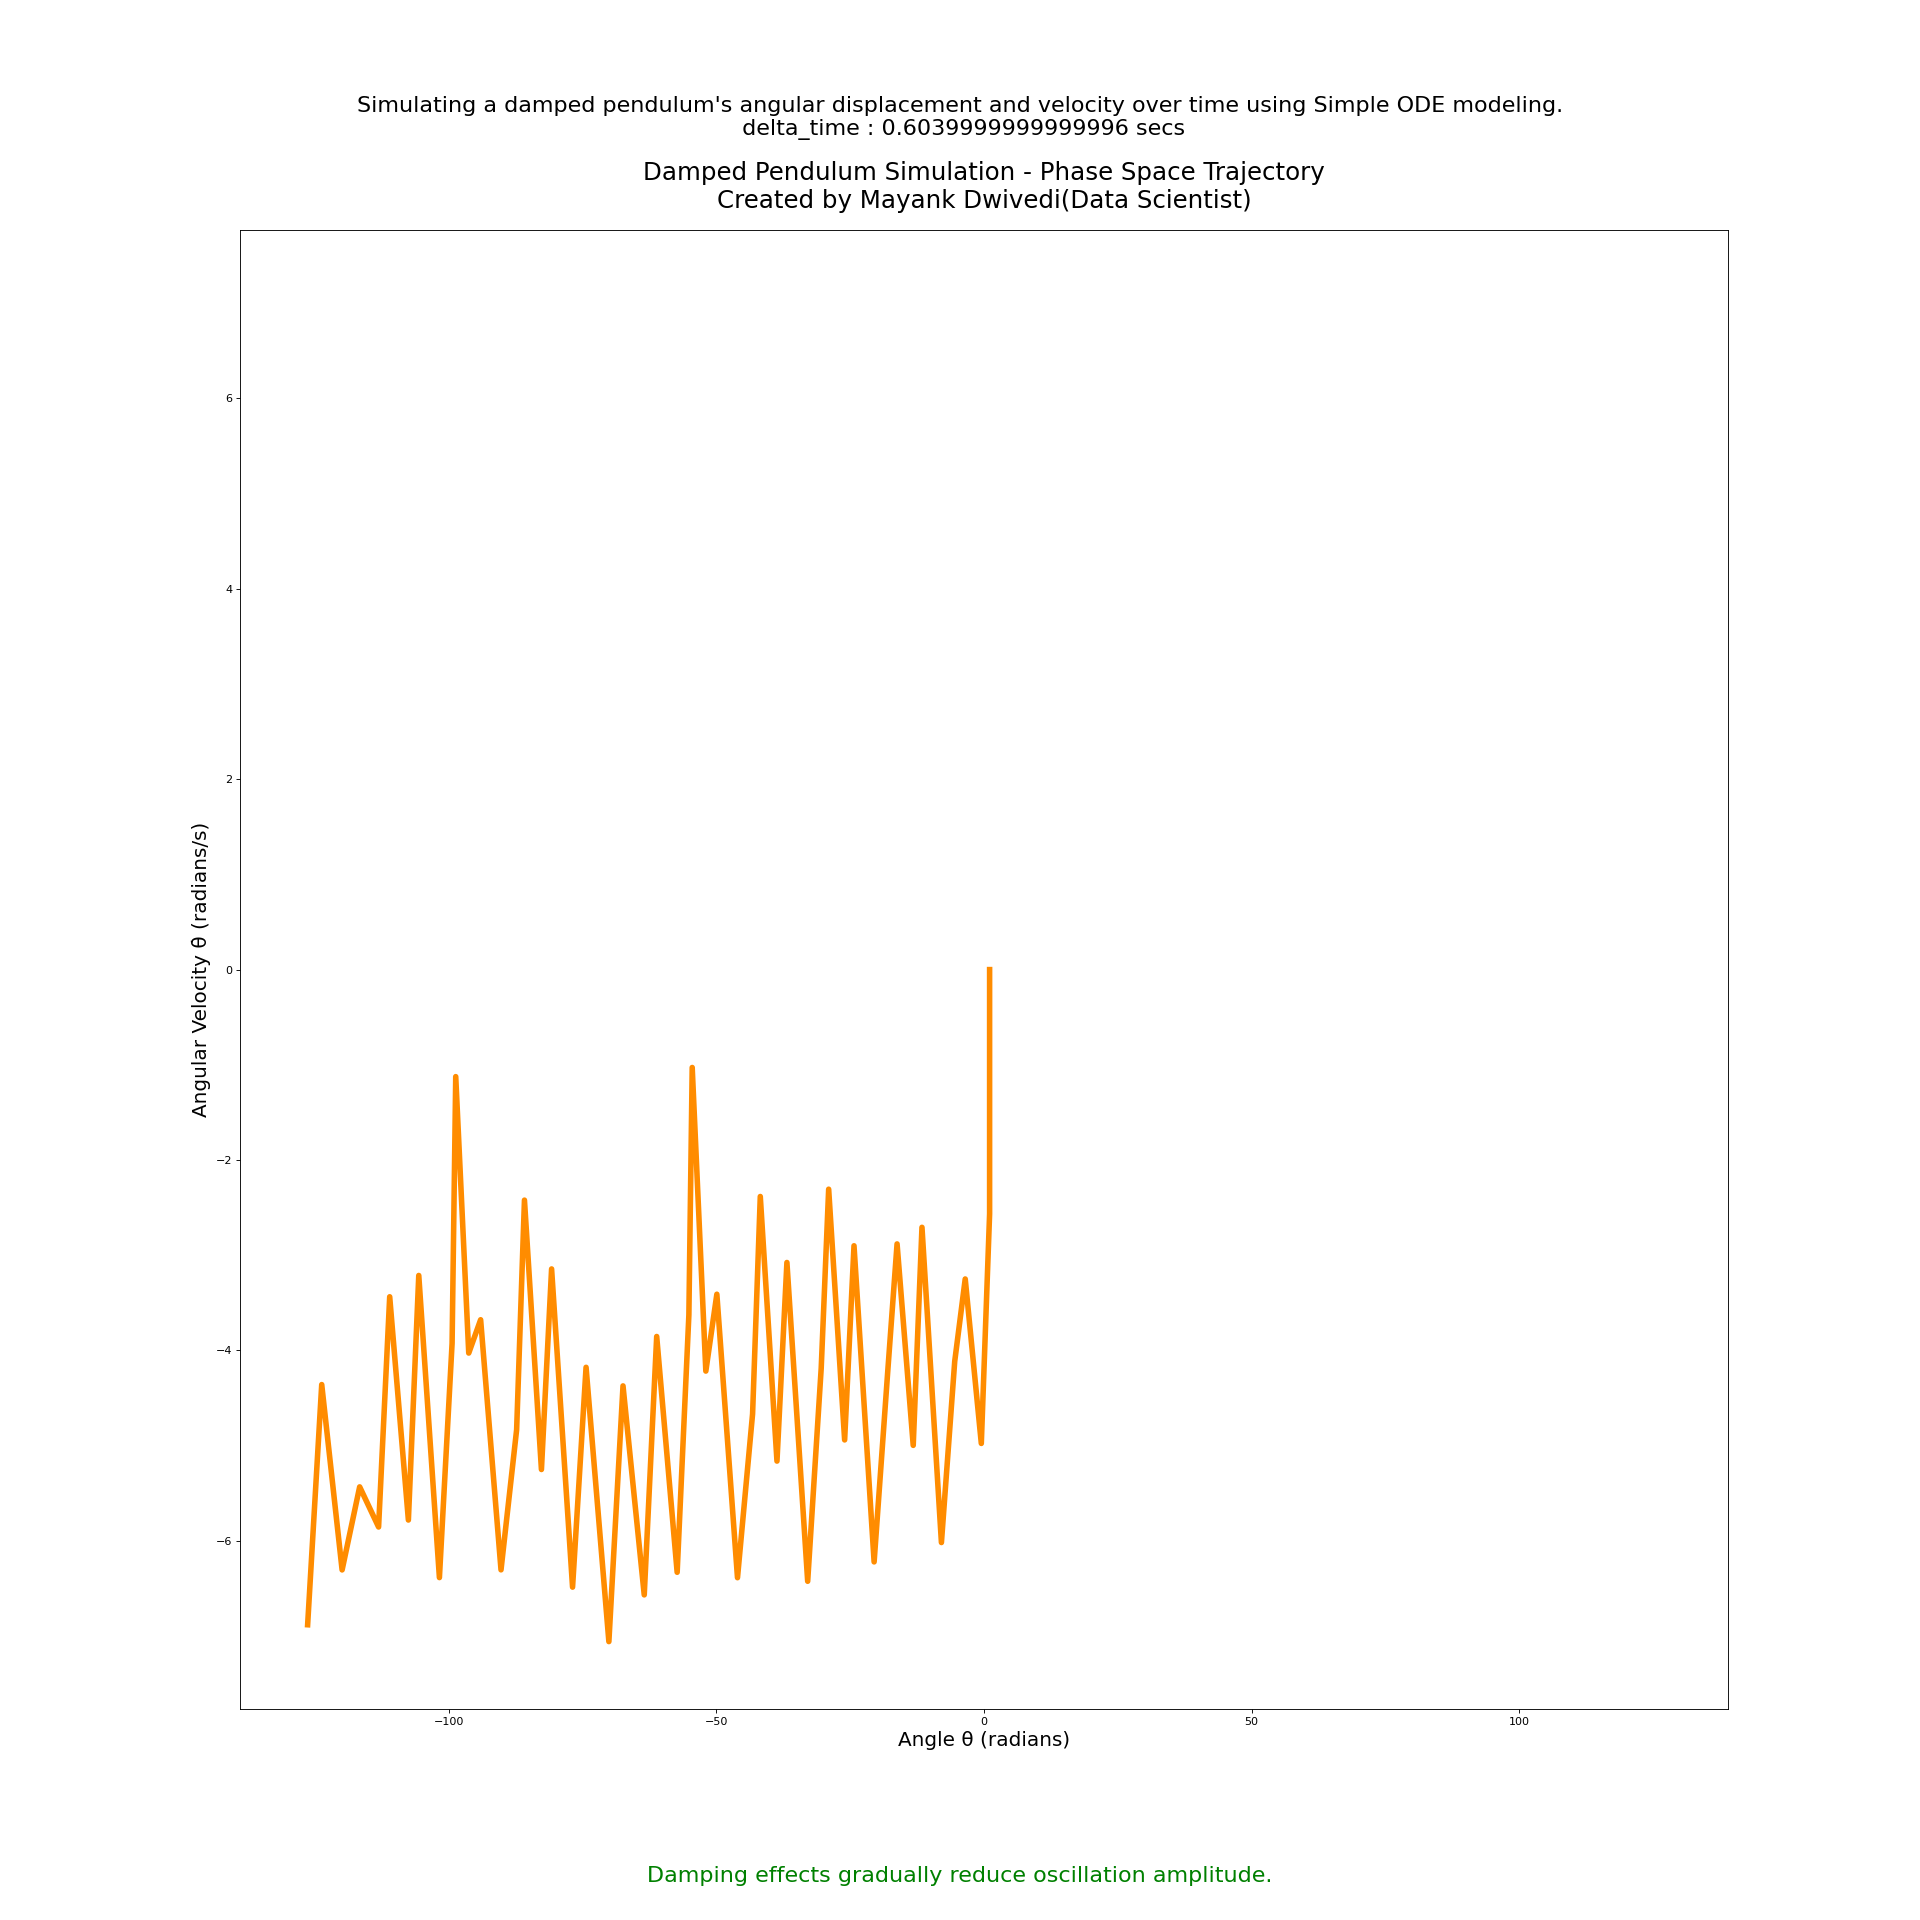 Simulating a damped pendulum's angular displacement and velocity over time using Simple ODE modeling.
delta_time : 0.6039999999999996 secs
Damped Pendulum Simulation - Phase Space Trajectory
Created by Mayank Dwivedi(Data Scientist)
6
4
2
0
−2
−4
−6
Angular Velocity θ̇ (radians/s)
−100
−50
0
50
100
Angle θ (radians)
Damping effects gradually reduce oscillation amplitude.